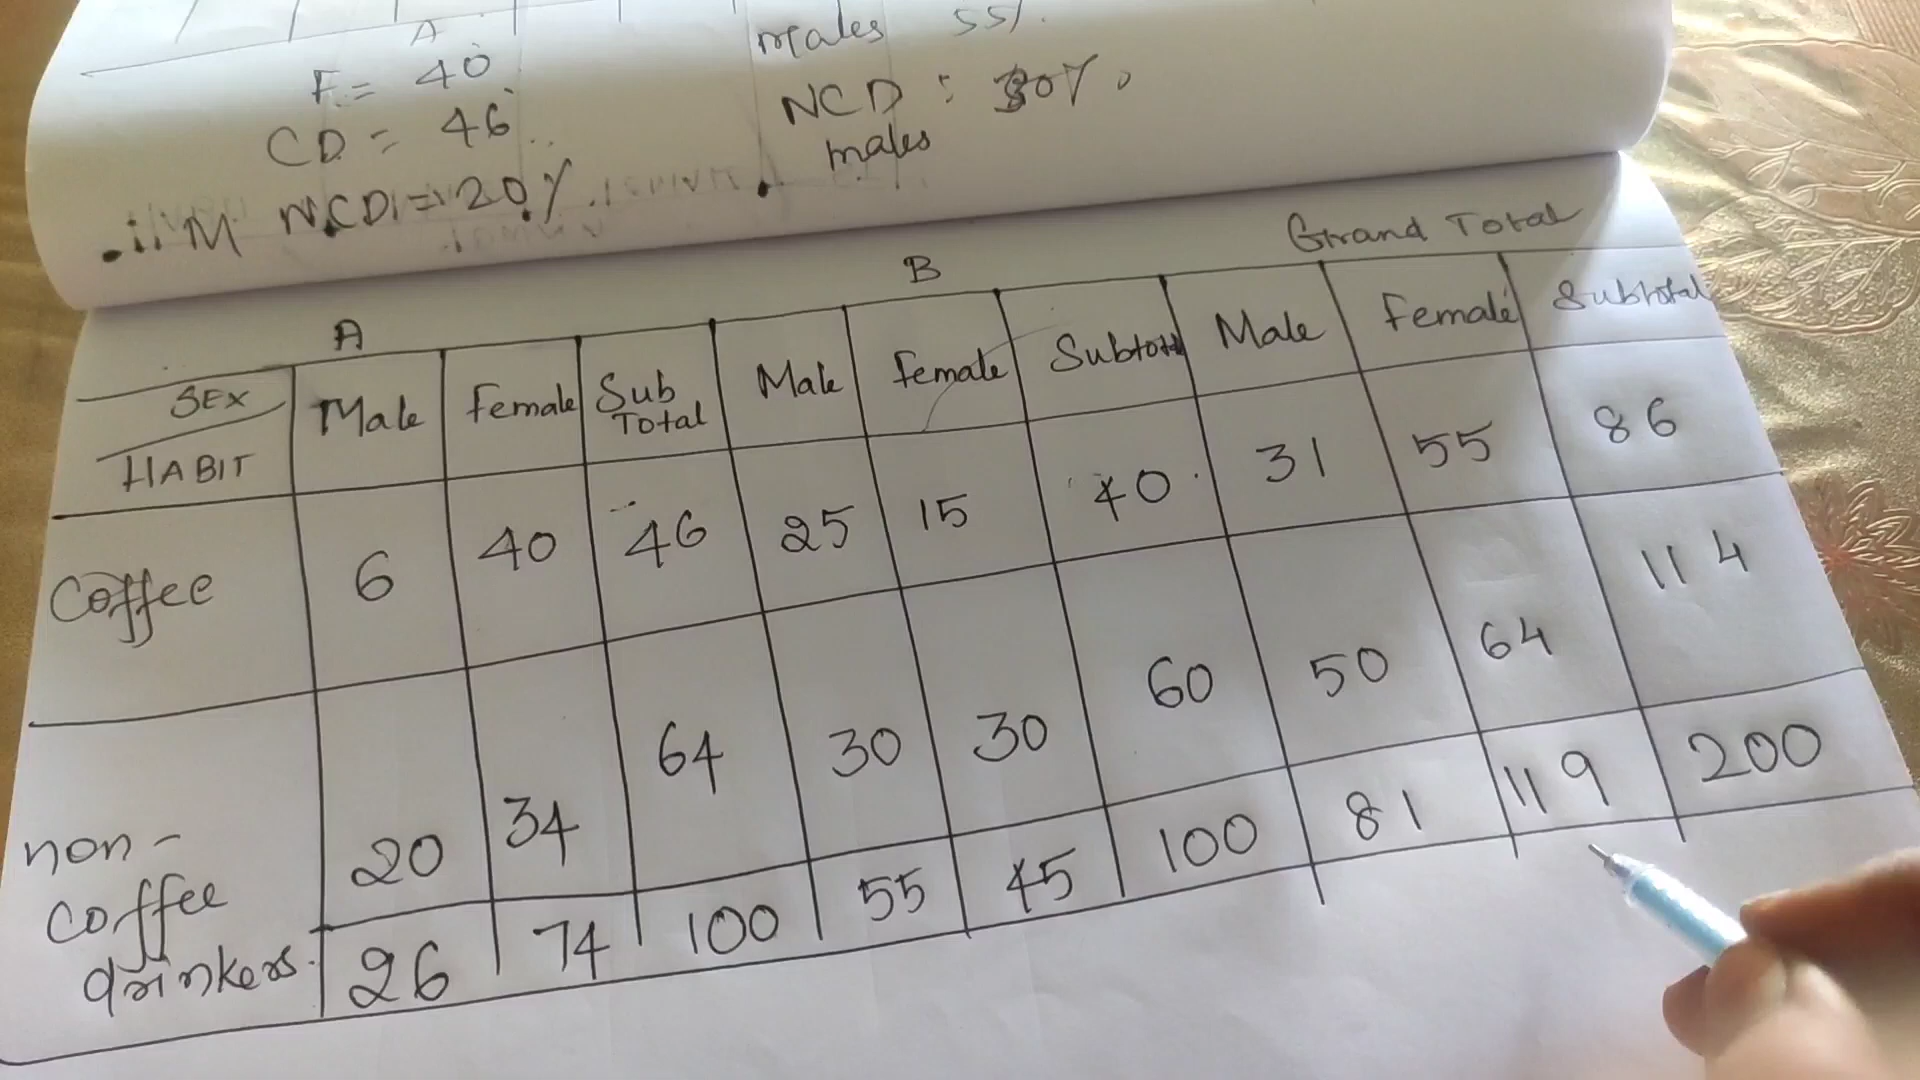 A
F = 40
CD = 46
M NCD = 20%
males 55%.
NCD : 30%.
males
A B Grand Total
SEX Male Female Sub Total Male Female Subtotal Male Female Subtotal
HABIT
Coffee 6 40 46 25 15 40 31 55 86
non-coffee drinkers. 20 34 64 30 30 60 50 64 114
26 74 100 55 45 100 81 119 200